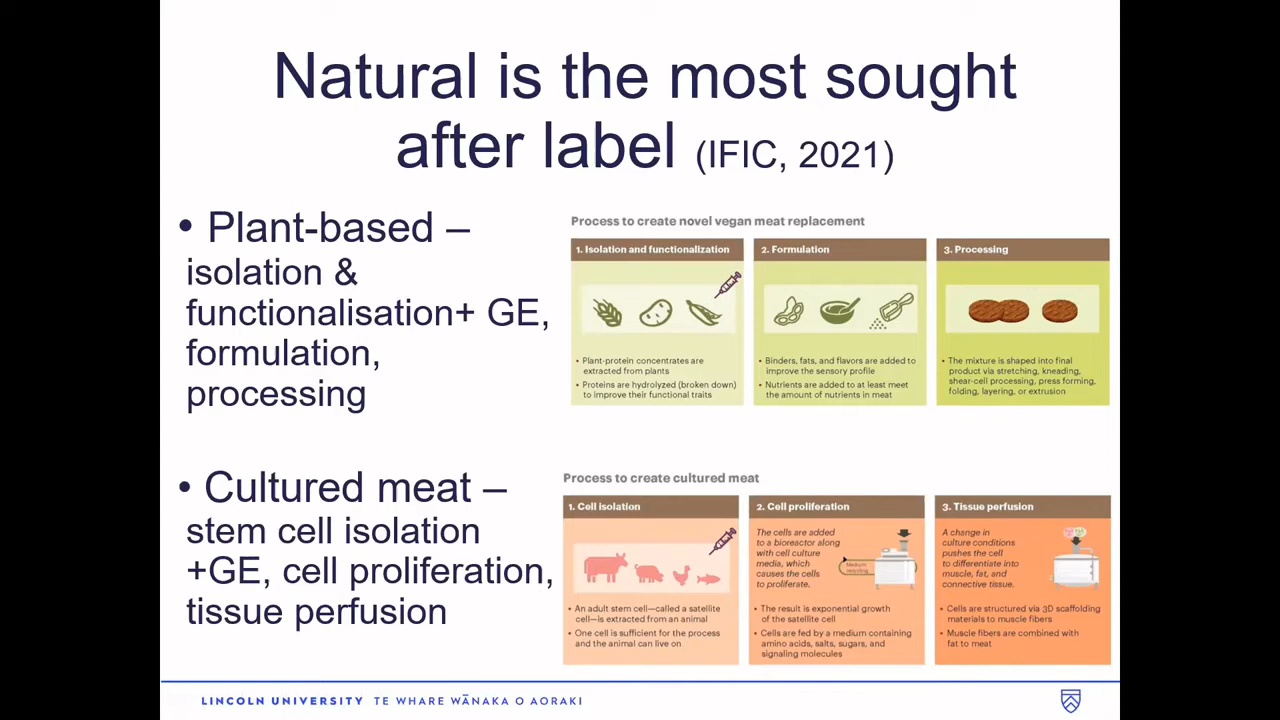 Natural is the most sought
after label (IFIC, 2021)
• Plant-based –
isolation &
functionalisation+ GE,
formulation,
processing
• Cultured meat –
stem cell isolation
+GE, cell proliferation,
tissue perfusion
Process to create novel vegan meat replacement
1. Isolation and functionalization
• Plant-protein concentrates are
extracted from plants
• Proteins are hydrolyzed (broken down)
to improve their functional traits
2. Formulation
• Binders, fats, and flavors are added to
improve the sensory profile
• Nutrients are added to at least meet
the amount of nutrients in meat
3. Processing
• The mixture is shaped into final
product via stretching, kneading,
shear-cell processing, press forming,
folding, layering, or extrusion
Process to create cultured meat
1. Cell isolation
• An adult stem cell—called a satellite
cell—is extracted from an animal
• One cell is sufficient for the process
and the animal can live on
2. Cell proliferation
The cells are added
to a bioreactor along
with cell culture
media, which
causes the cells
to proliferate.
Medium
recycling
• The result is exponential growth
of the satellite cell
• Cells are fed by a medium containing
amino acids, salts, sugars, and
signaling molecules
3. Tissue perfusion
A change in
culture conditions
pushes the cell
to differentiate into
muscle, fat, and
connective tissue.
• Cells are structured via 3D scaffolding
materials to muscle fibers
• Muscle fibers are combined with
fat to meat
LINCOLN UNIVERSITY TE WHARE WĀNAKA O AORAKI